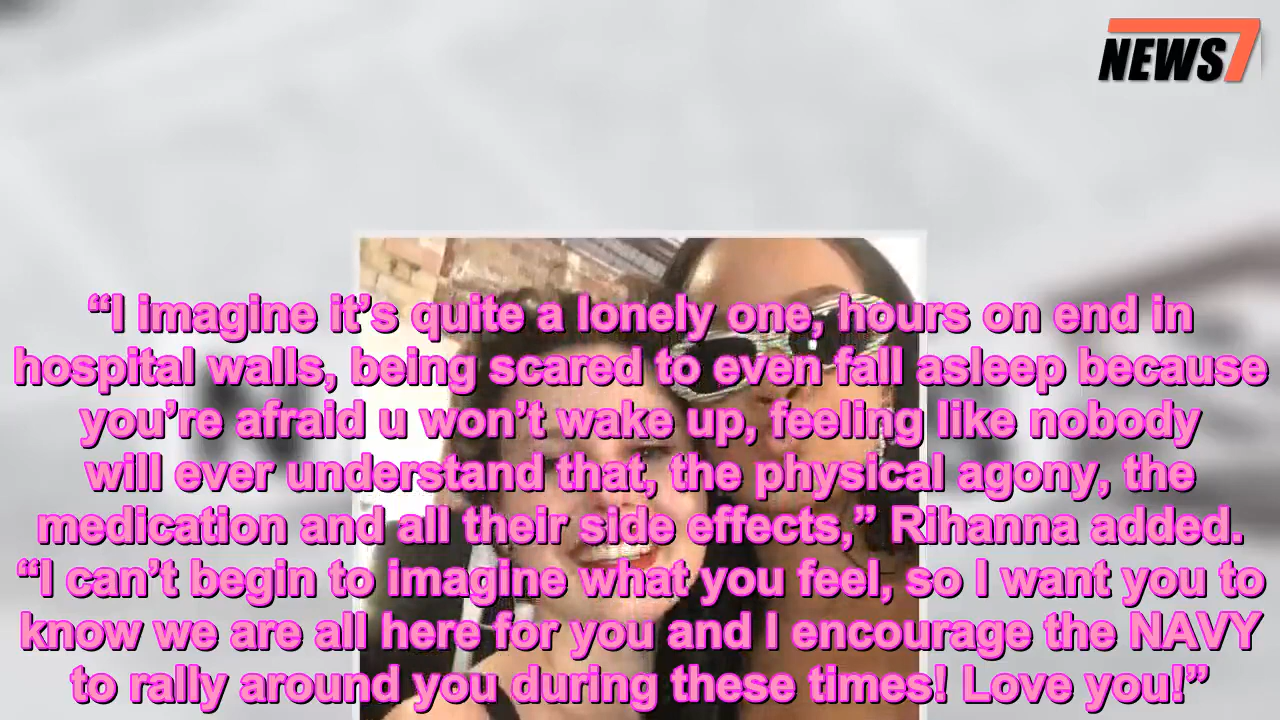 NEWS7
“I imagine it’s quite a lonely one, hours on end in
hospital walls, being scared to even fall asleep because
you’re afraid u won’t wake up, feeling like nobody
will ever understand that, the physical agony, the
medication and all their side effects,” Rihanna added.
“I can’t begin to imagine what you feel, so I want you to
know we are all here for you and I encourage the NAVY
to rally around you during these times! Love you!”